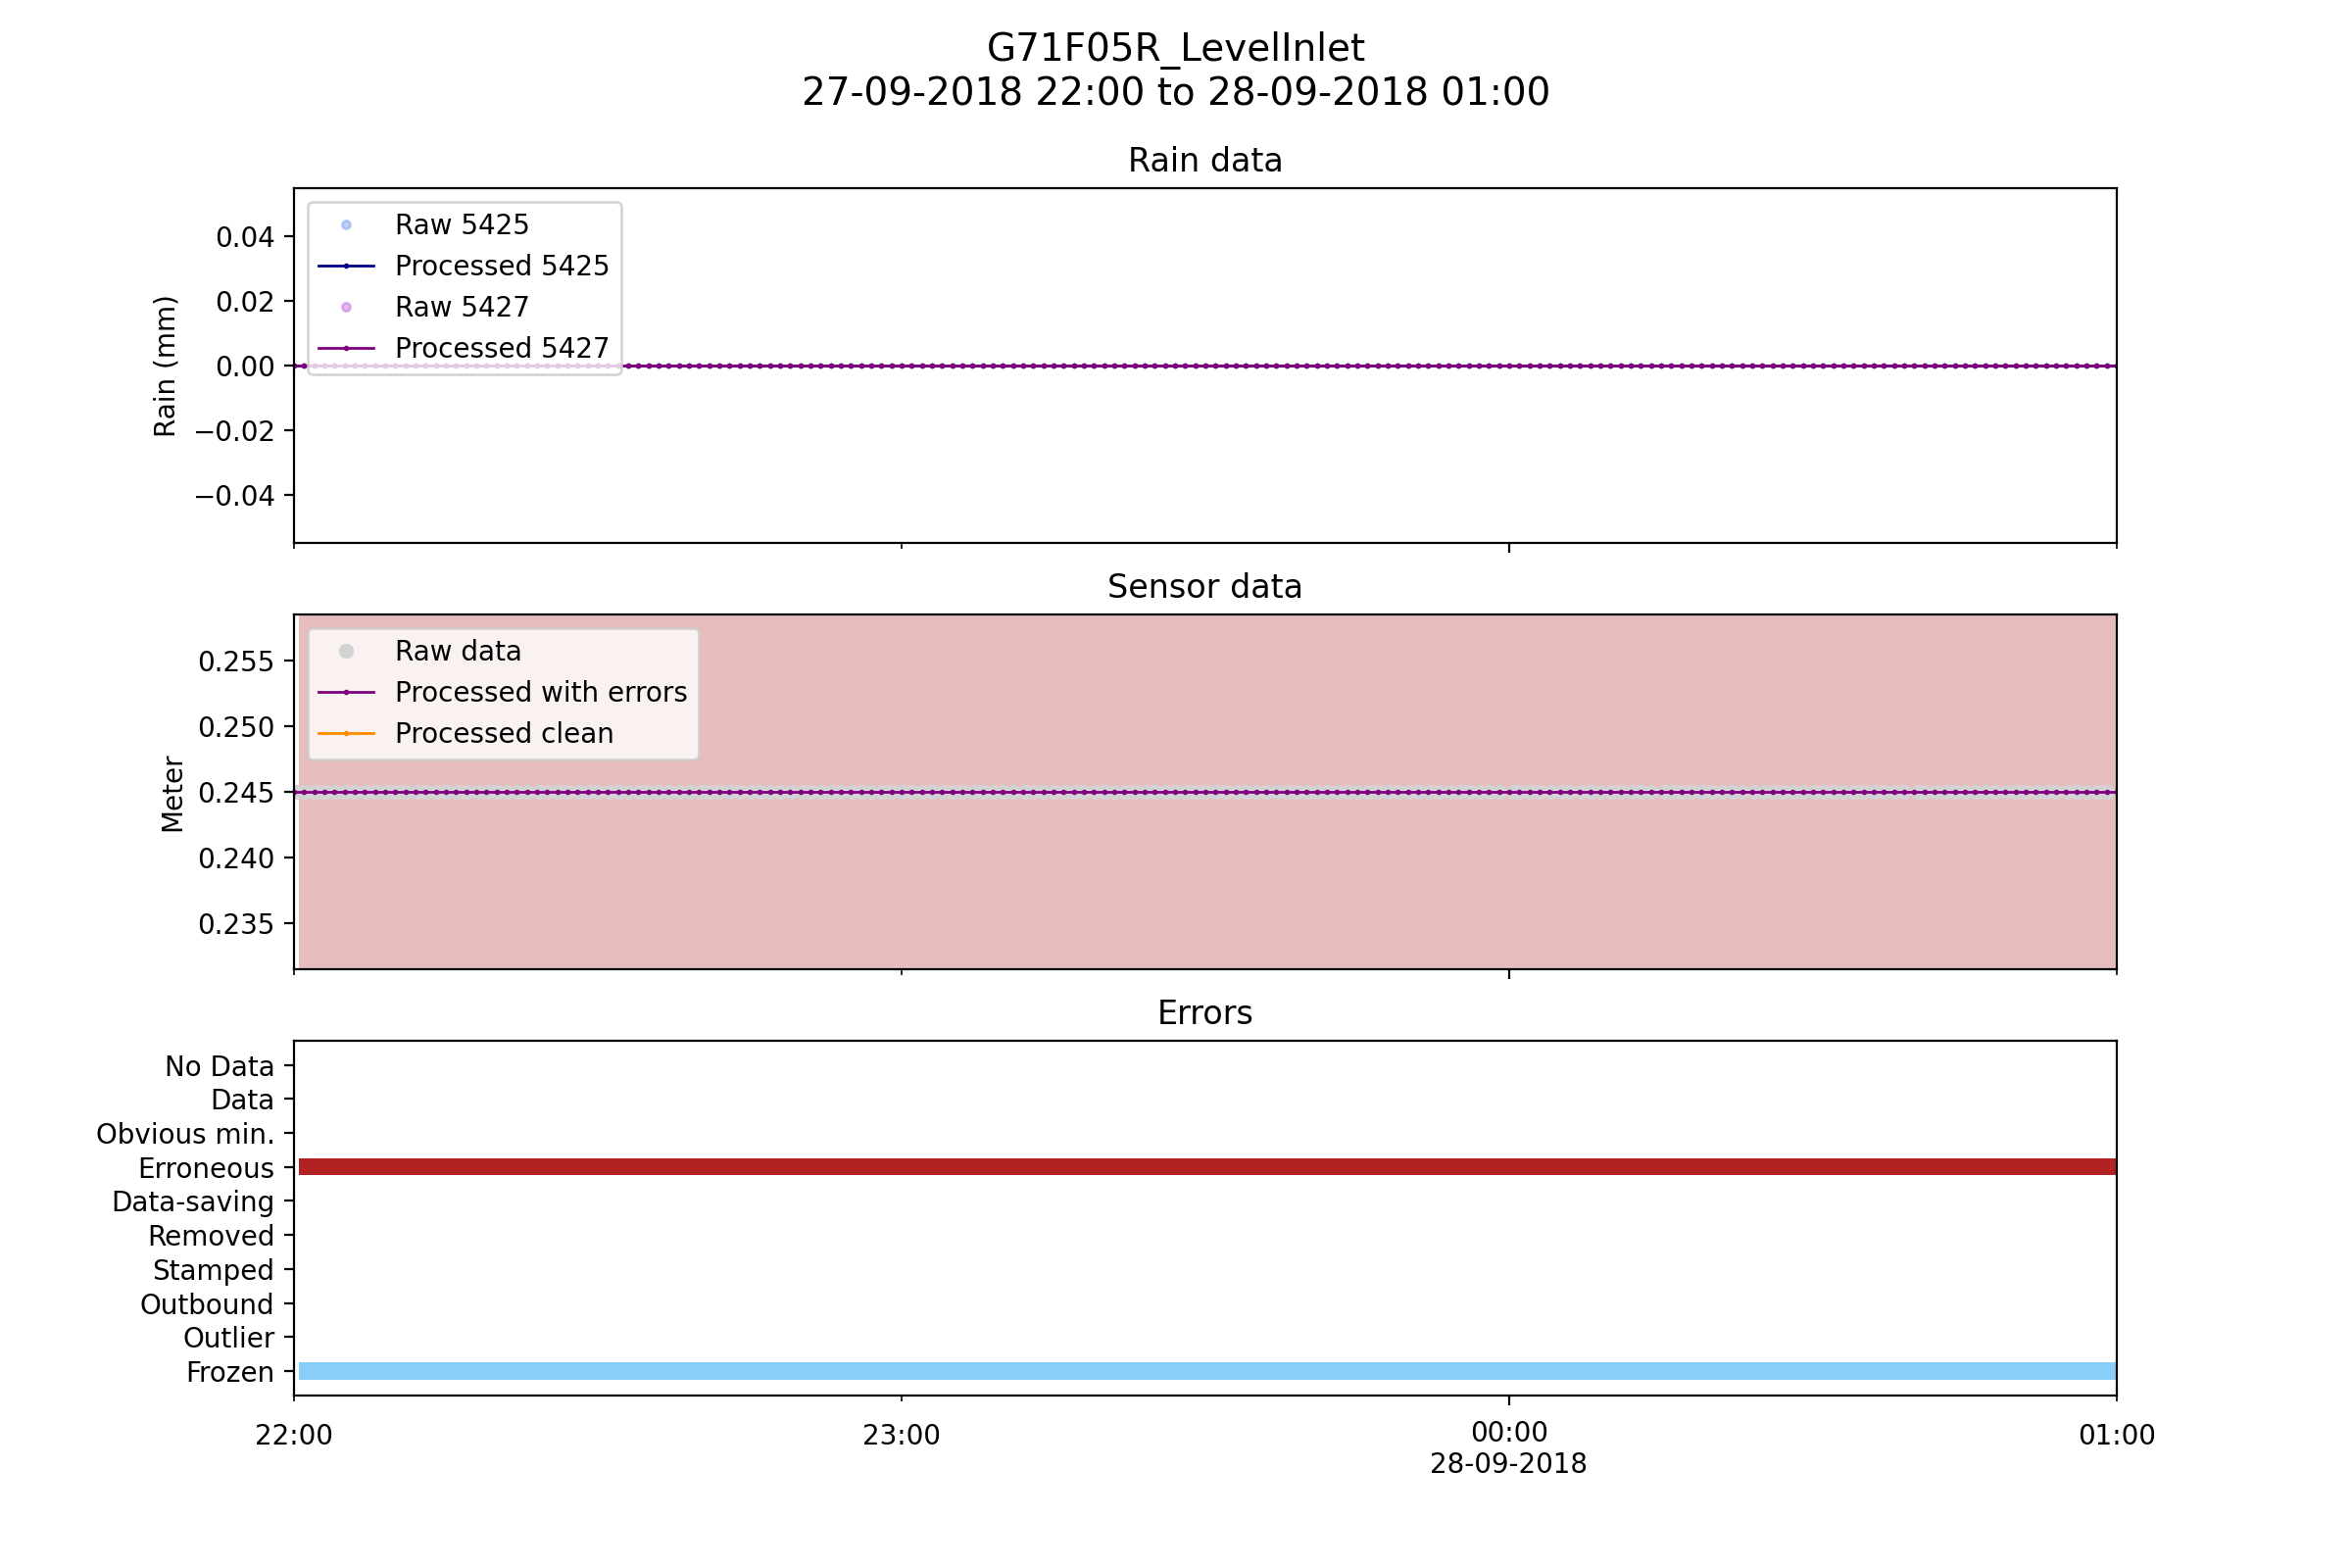 G71F05R_LevelInlet
27-09-2018 22:00 to 28-09-2018 01:00
Rain data
Rain (mm)
0.04
0.02
0.00
−0.02
−0.04
Raw 5425
Processed 5425
Raw 5427
Processed 5427
Sensor data
Meter
0.255
0.250
0.245
0.240
0.235
Raw data
Processed with errors
Processed clean
Errors
No Data
Data
Obvious min.
Erroneous
Data-saving
Removed
Stamped
Outbound
Outlier
Frozen
22:00
23:00
00:00
28-09-2018
01:00